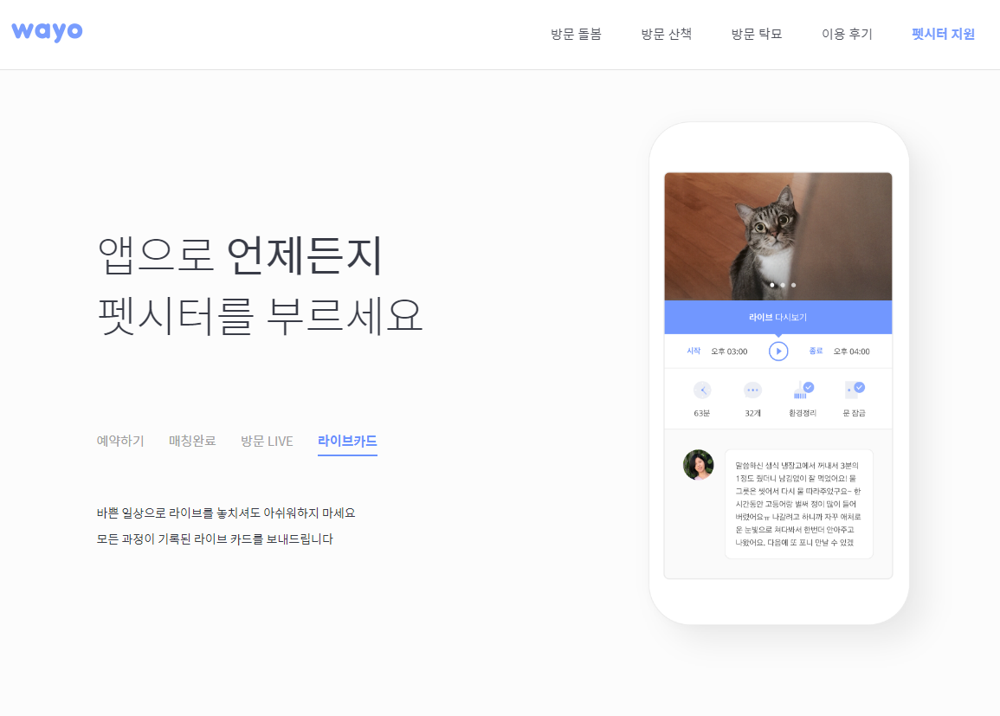 wayo
방문 돌봄
방문 산책
방문 탁묘
이용 후기
펫시터 지원
앱으로 언제든지
펫시터를 부르세요
예약하기
매칭완료
방문 LIVE
라이브카드
바쁜 일상으로 라이브를 놓치셔도 아쉬워하지 마세요
모든 과정이 기록된 라이브 카드를 보내드립니다
라이브 다시보기
시작 오후 03:00
종료 오후 04:00
63분
32개
환경정리
문 잠금
말씀하신 생식 냉장고에서 꺼내서 3분의
1정도 줬더니 남김없이 잘 먹었어요! 물
그릇은 씻어서 다시 물 따라주었구요~ 한
시간동안 고등어랑 벌써 정이 많이 들어
버렸어요ㅠ 나갈려고 하니까 자꾸 애처로
운 눈빛으로 쳐다봐서 한번더 안아주고
나왔어요. 다음에 또 포니 만날 수 있겠